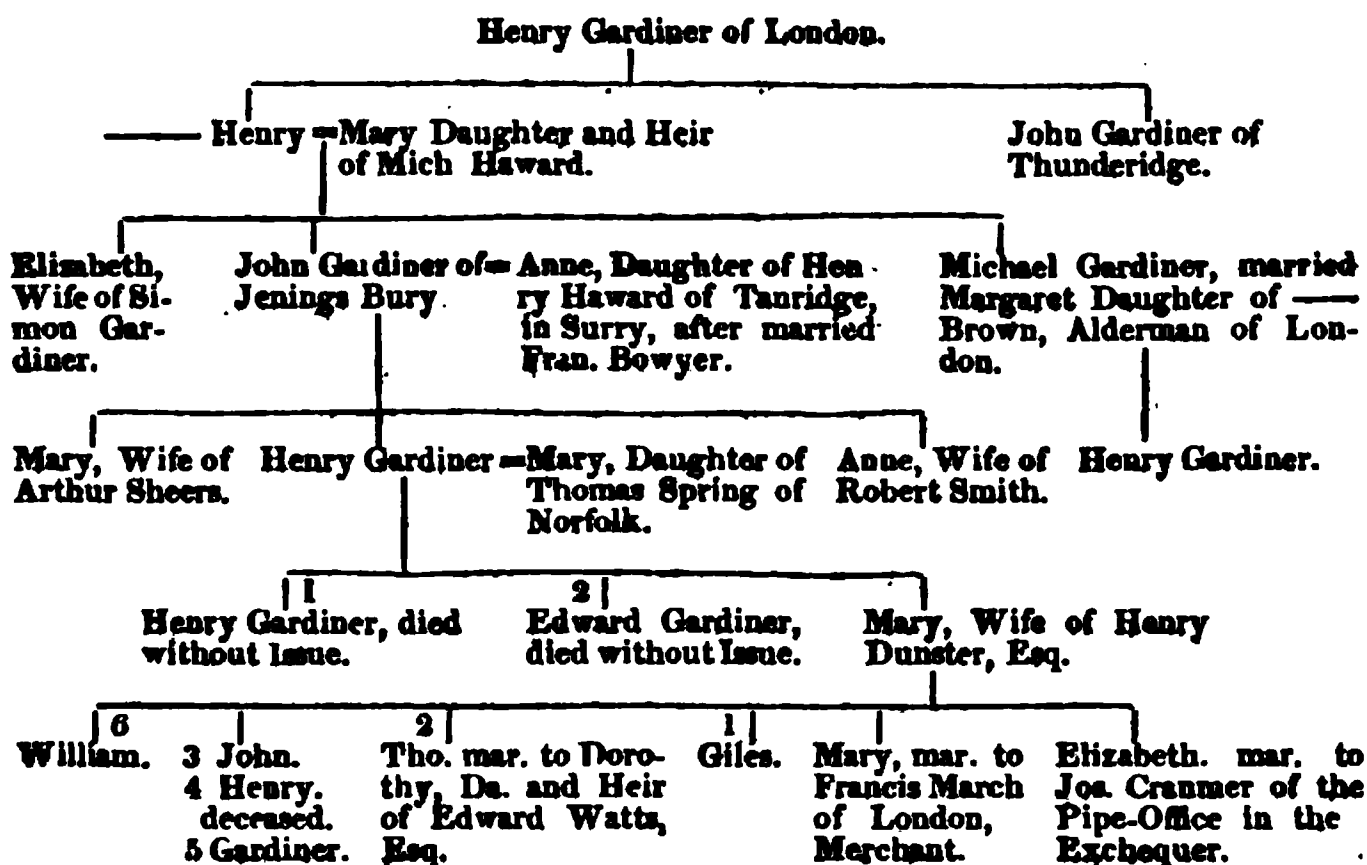 Henry Gardiner of London.
Henry = Mary Daughter and Heir
of Mich Haward.
John Gardiner of
Thunderidge.
Elizabeth,
Wife of Si-
mon Gar-
diner.
John Gardiner of =
Jenings Bury.
Anne, Daughter of Hen
ry Haward of Tanridge,
in Surry, after married
Fran. Bowyer.
Michael Gardiner, married
Margaret Daughter of ——
Brown, Alderman of Lon-
don.
Mary, Wife of
Arthur Sheers.
Henry Gardiner = Mary, Daughter of
Thomas Spring of
Norfolk.
Anne, Wife of
Robert Smith.
Henry Gardiner.
1
Henry Gardiner, died
without Issue.
2
Edward Gardiner,
died without Issue.
Mary, Wife of Henry
Dunster, Esq.
6
William.
3 John.
4 Henry.
deceased.
5 Gardiner.
2
Tho. mar. to Doro-
thy, Da. and Heir
of Edward Watts,
Esq.
1
Giles.
Mary, mar. to
Francis March
of London,
Merchant.
Elizabeth. mar. to
Jos. Cranmer of the
Pipe-Office in the
Exchequer.